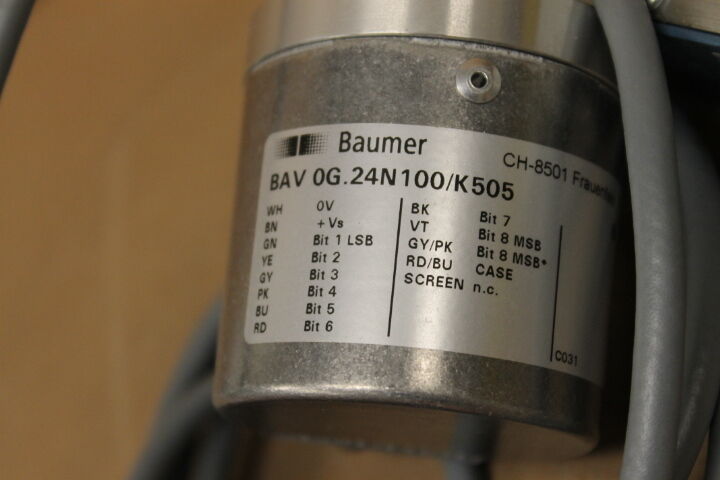 Baumer
CH-8501
BAV 0G.24N100/K505
WH 0V
BN +Vs
GN Bit 1 LSB
YE Bit 2
GY Bit 3
PK Bit 4
BU Bit 5
RD Bit 6
BK Bit 7
VT Bit 8 MSB
GY/PK Bit 8 MSB*
RD/BU CASE
SCREEN n.c.
C031